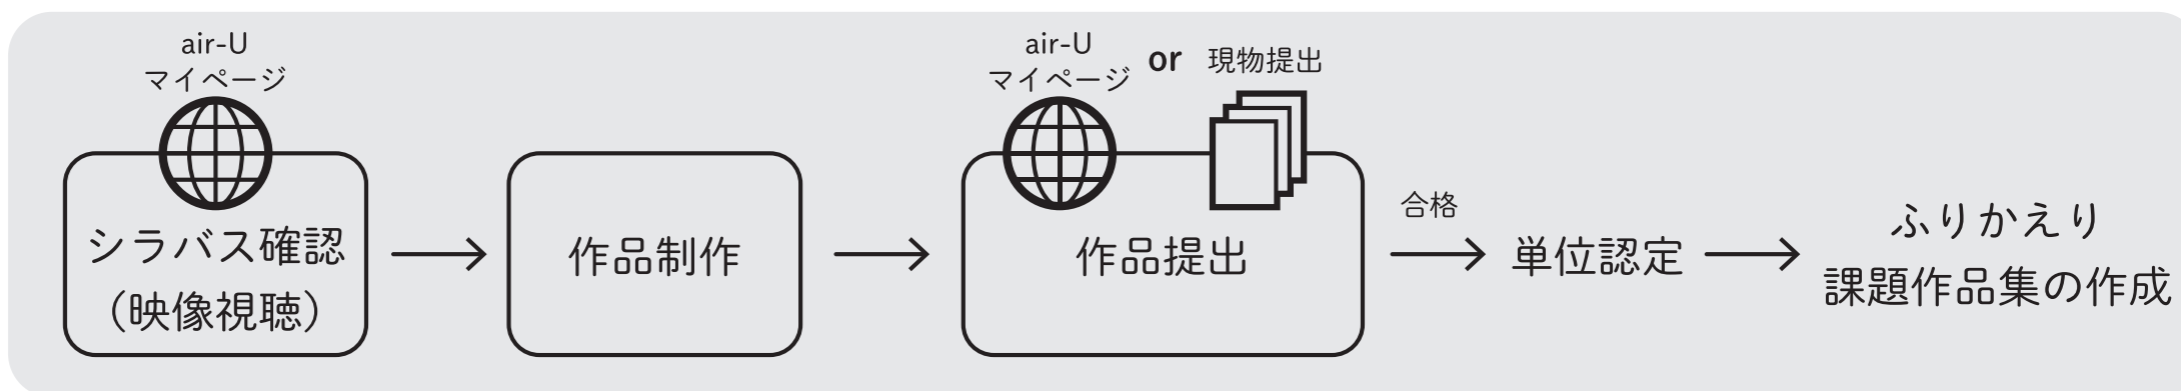 air-U
マイページ
シラバス確認
（映像視聴）
作品制作
air-U
マイページ
or 現物提出
作品提出
合格
単位認定
ふりかえり
課題作品集の作成